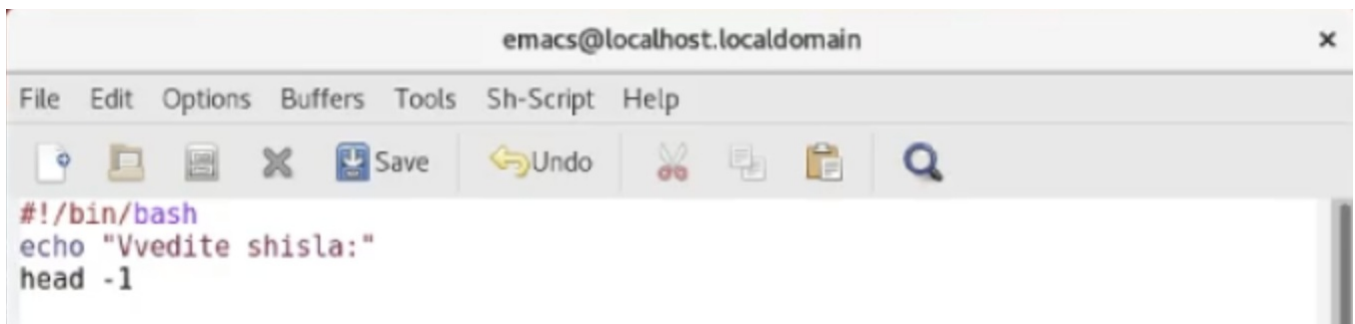 emacs@localhost.localdomain ×
File Edit Options Buffers Tools Sh-Script Help
Save Undo
#!/bin/bash
echo "Vvedite shisla:"
head -1